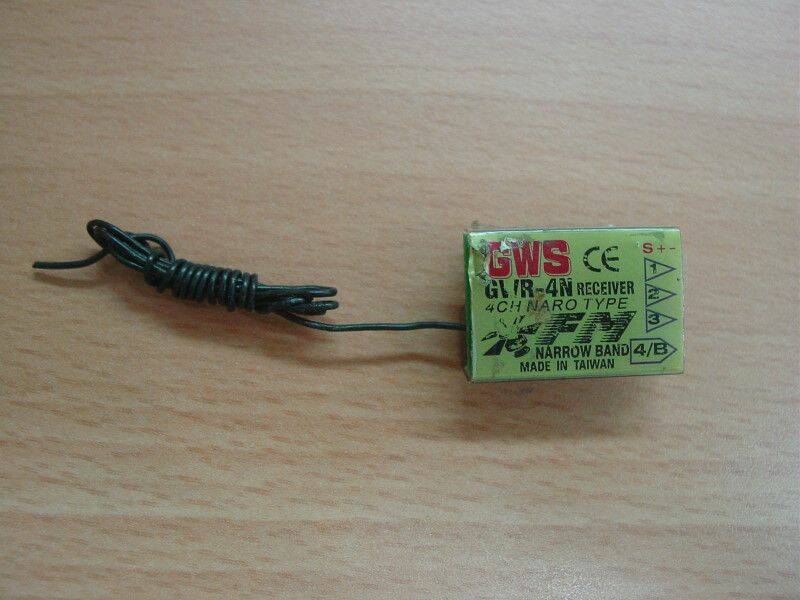 GWS CE
GWR-4N RECEIVER
4CH NARO TYPE
FM
NARROW BAND
MADE IN TAIWAN
S + -
1
2
3
4/B